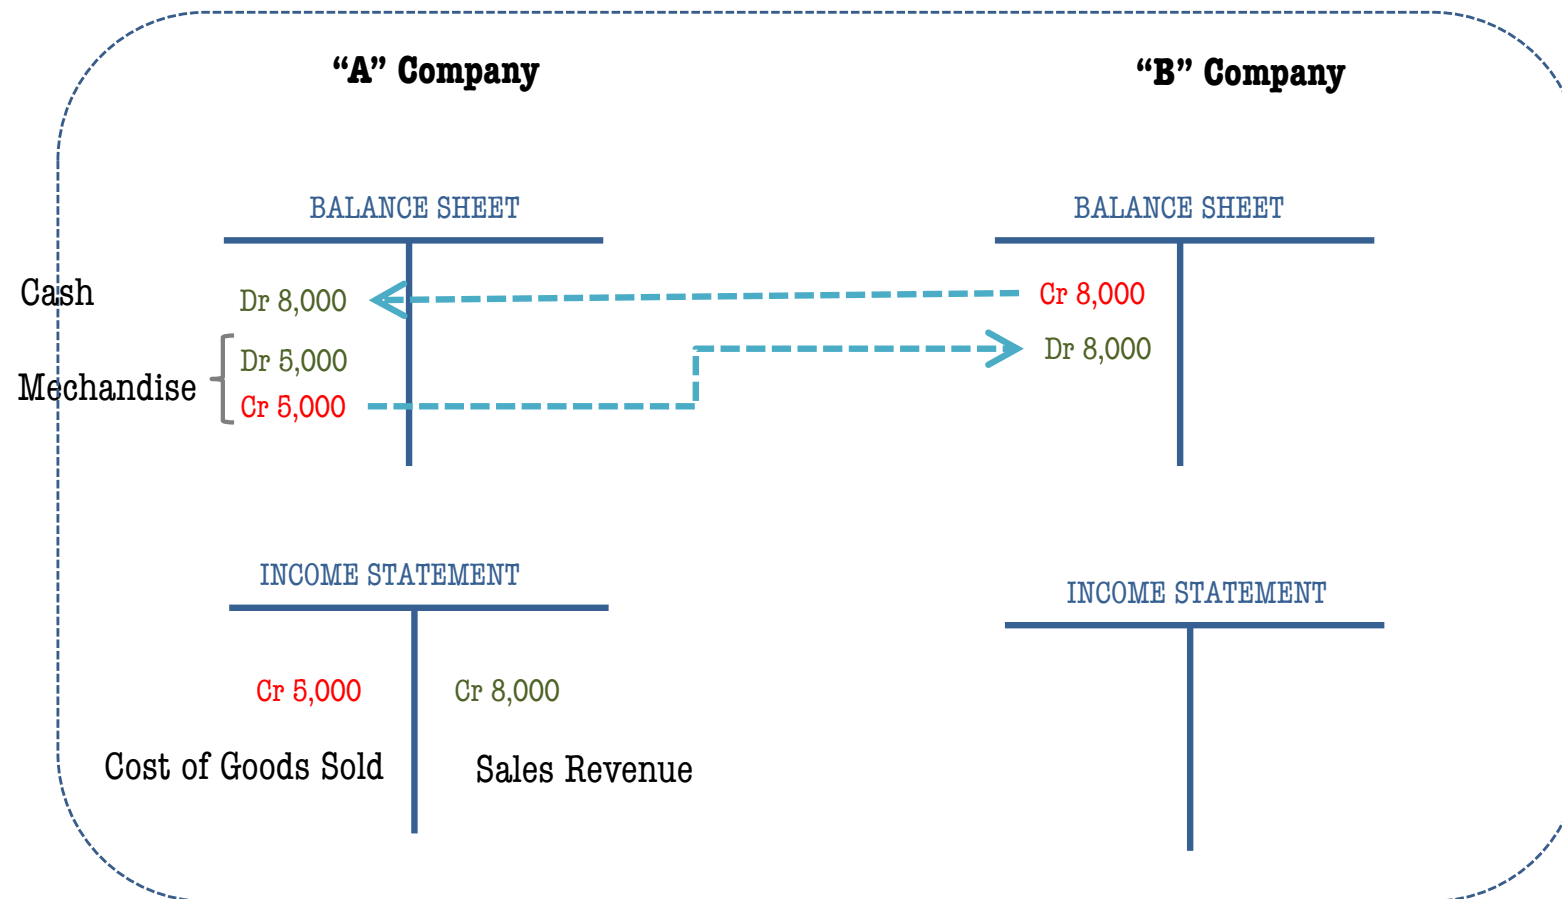 “A” Company
“B” Company
BALANCE SHEET
BALANCE SHEET
Cash
Dr 8,000
Cr 8,000
Dr 5,000
Dr 8,000
Mechandise
Cr 5,000
INCOME STATEMENT
INCOME STATEMENT
Cr 5,000
Cr 8,000
Cost of Goods Sold
Sales Revenue